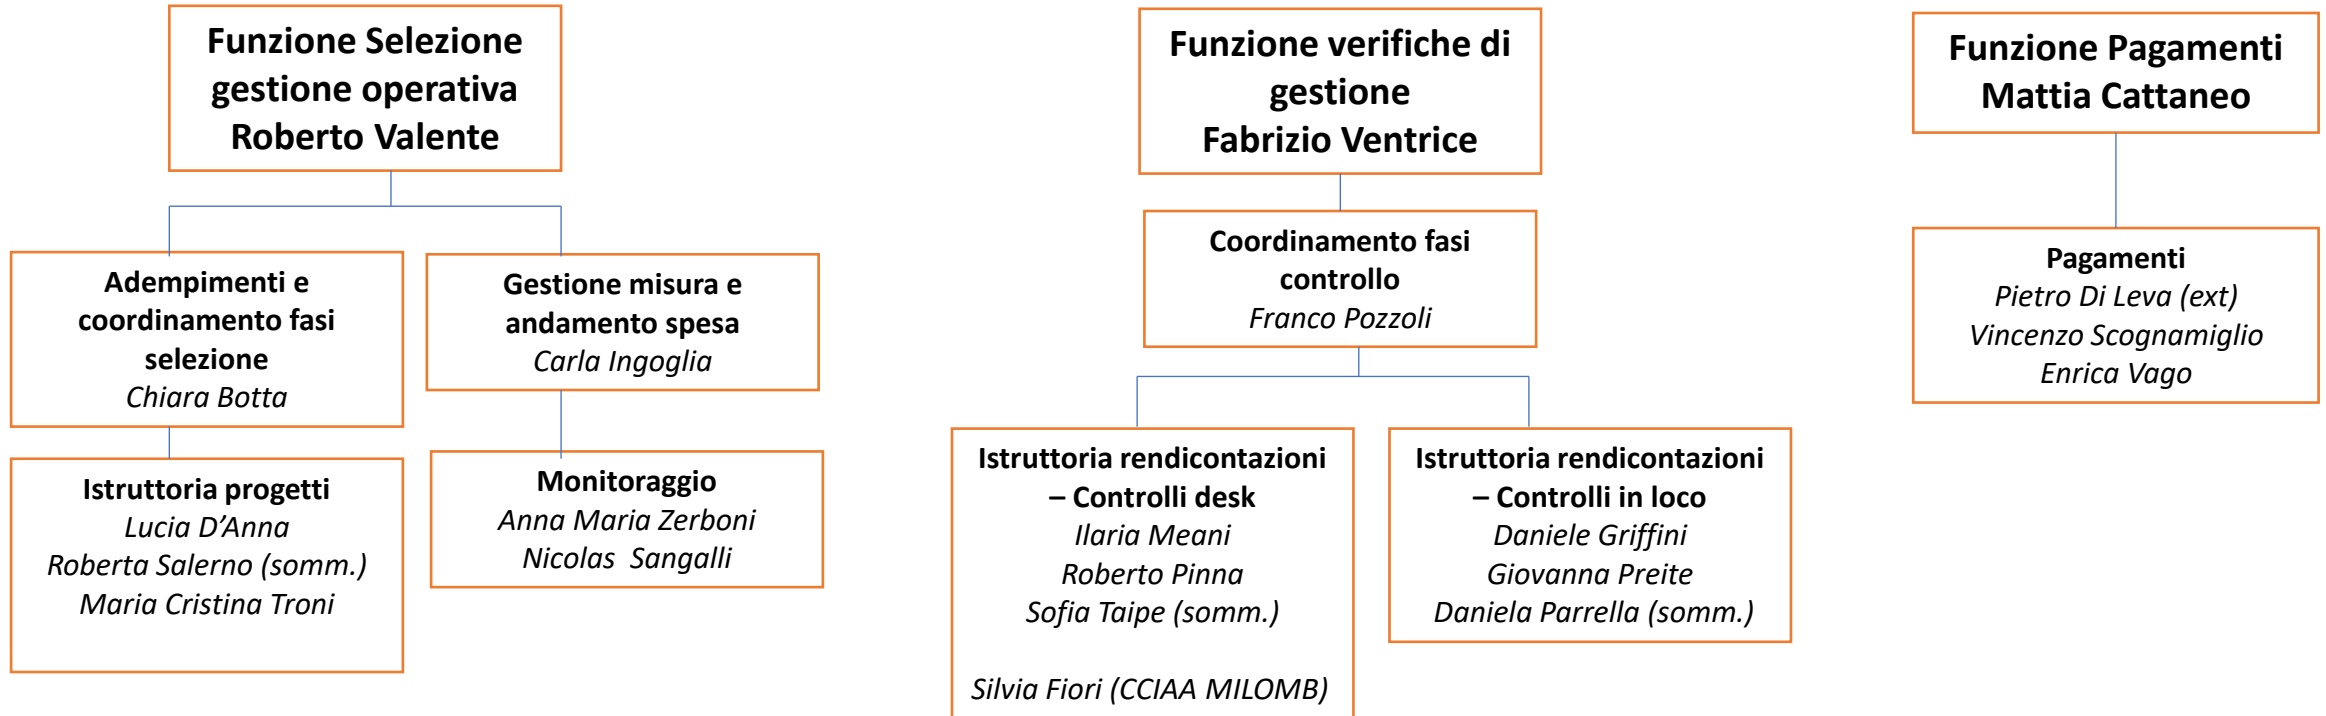 Funzione Selezione
gestione operativa
Roberto Valente
Adempimenti e
coordinamento fasi
selezione
Chiara Botta
Gestione misura e
andamento spesa
Carla Ingoglia
Istruttoria progetti
Lucia D’Anna
Roberta Salerno (somm.)
Maria Cristina Troni
Monitoraggio
Anna Maria Zerboni
Nicolas  Sangalli
Funzione verifiche di
gestione
Fabrizio Ventrice
Coordinamento fasi
controllo
Franco Pozzoli
Istruttoria rendicontazioni
– Controlli desk
Ilaria Meani
Roberto Pinna
Sofia Taipe (somm.)
Silvia Fiori (CCIAA MILOMB)
Istruttoria rendicontazioni
– Controlli in loco
Daniele Griffini
Giovanna Preite
Daniela Parrella (somm.)
Funzione Pagamenti
Mattia Cattaneo
Pagamenti
Pietro Di Leva (ext)
Vincenzo Scognamiglio
Enrica Vago